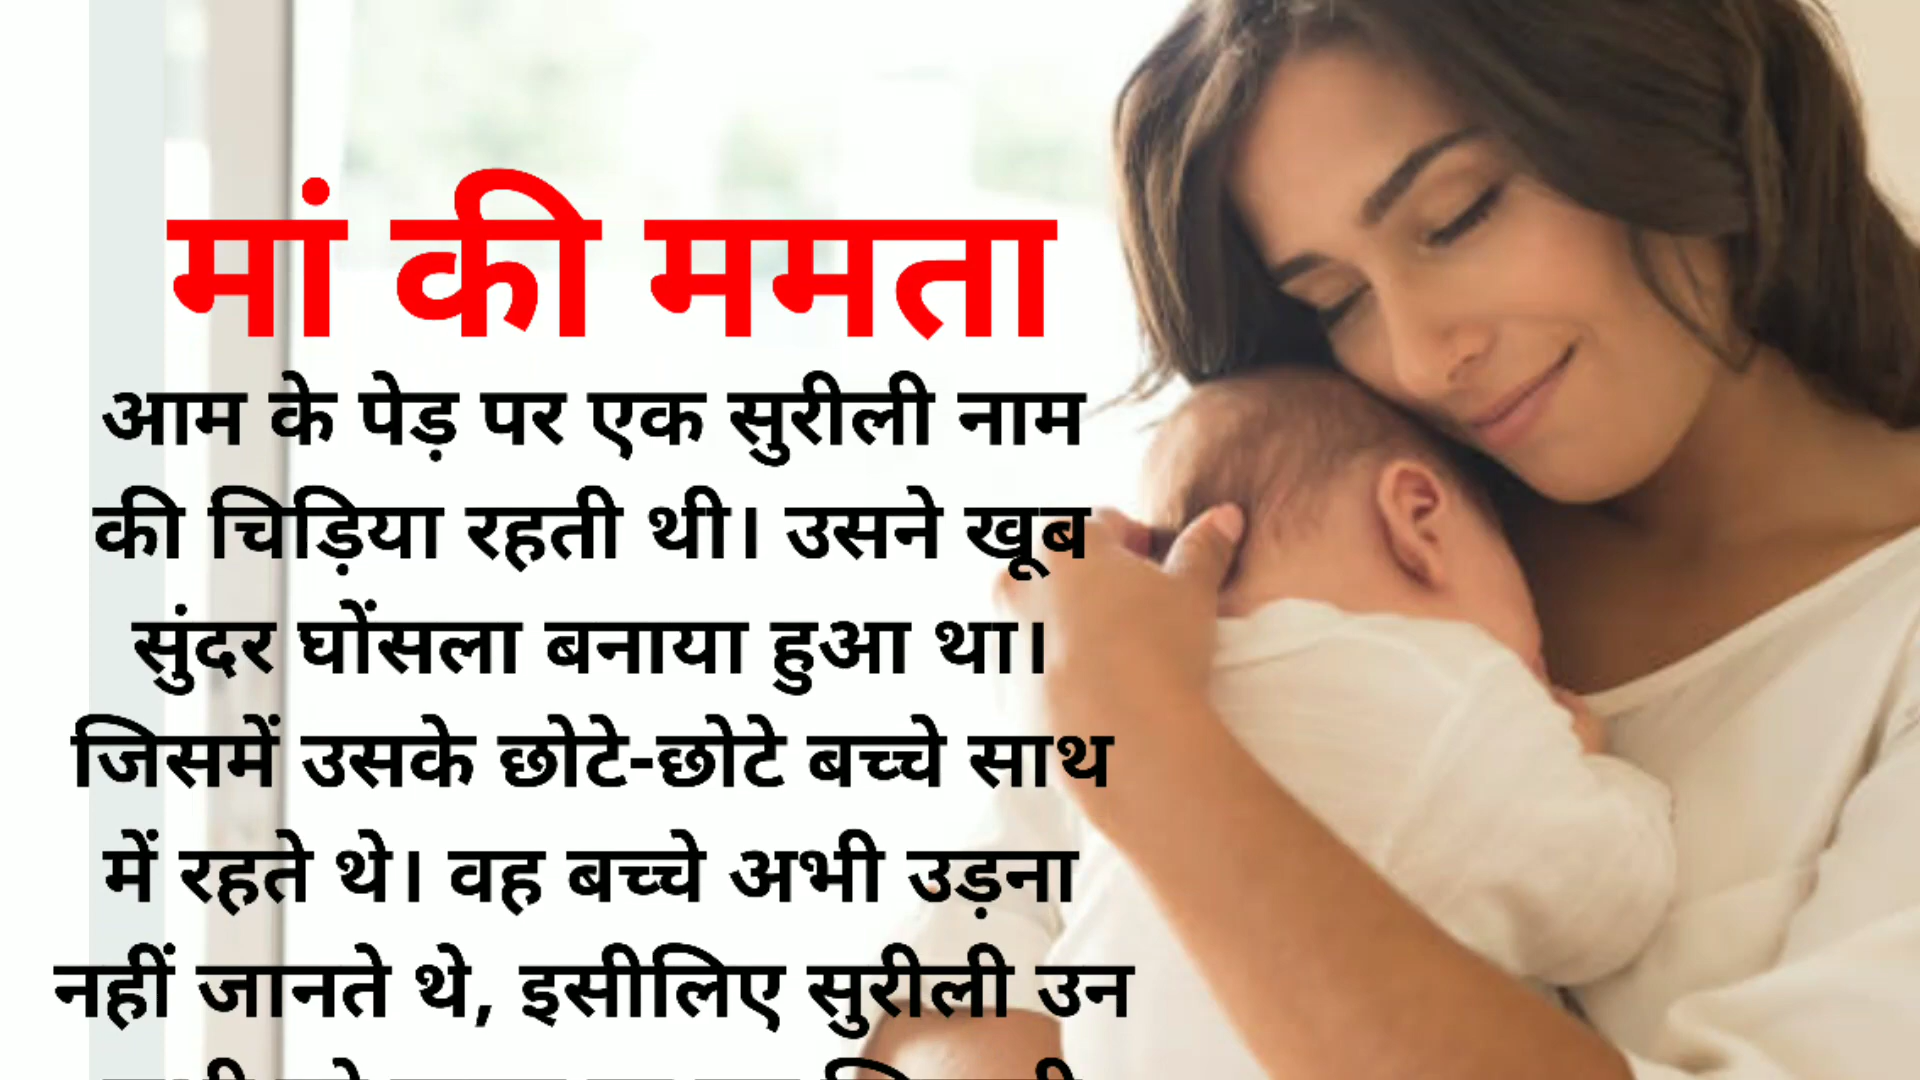 मां की ममता
आम के पेड़ पर एक सुरीली नाम
की चिड़िया रहती थी। उसने खूब
सुंदर घोंसला बनाया हुआ था।
जिसमें उसके छोटे-छोटे बच्चे साथ
में रहते थे। वह बच्चे अभी उड़ना
नहीं जानते थे, इसीलिए सुरीली उन